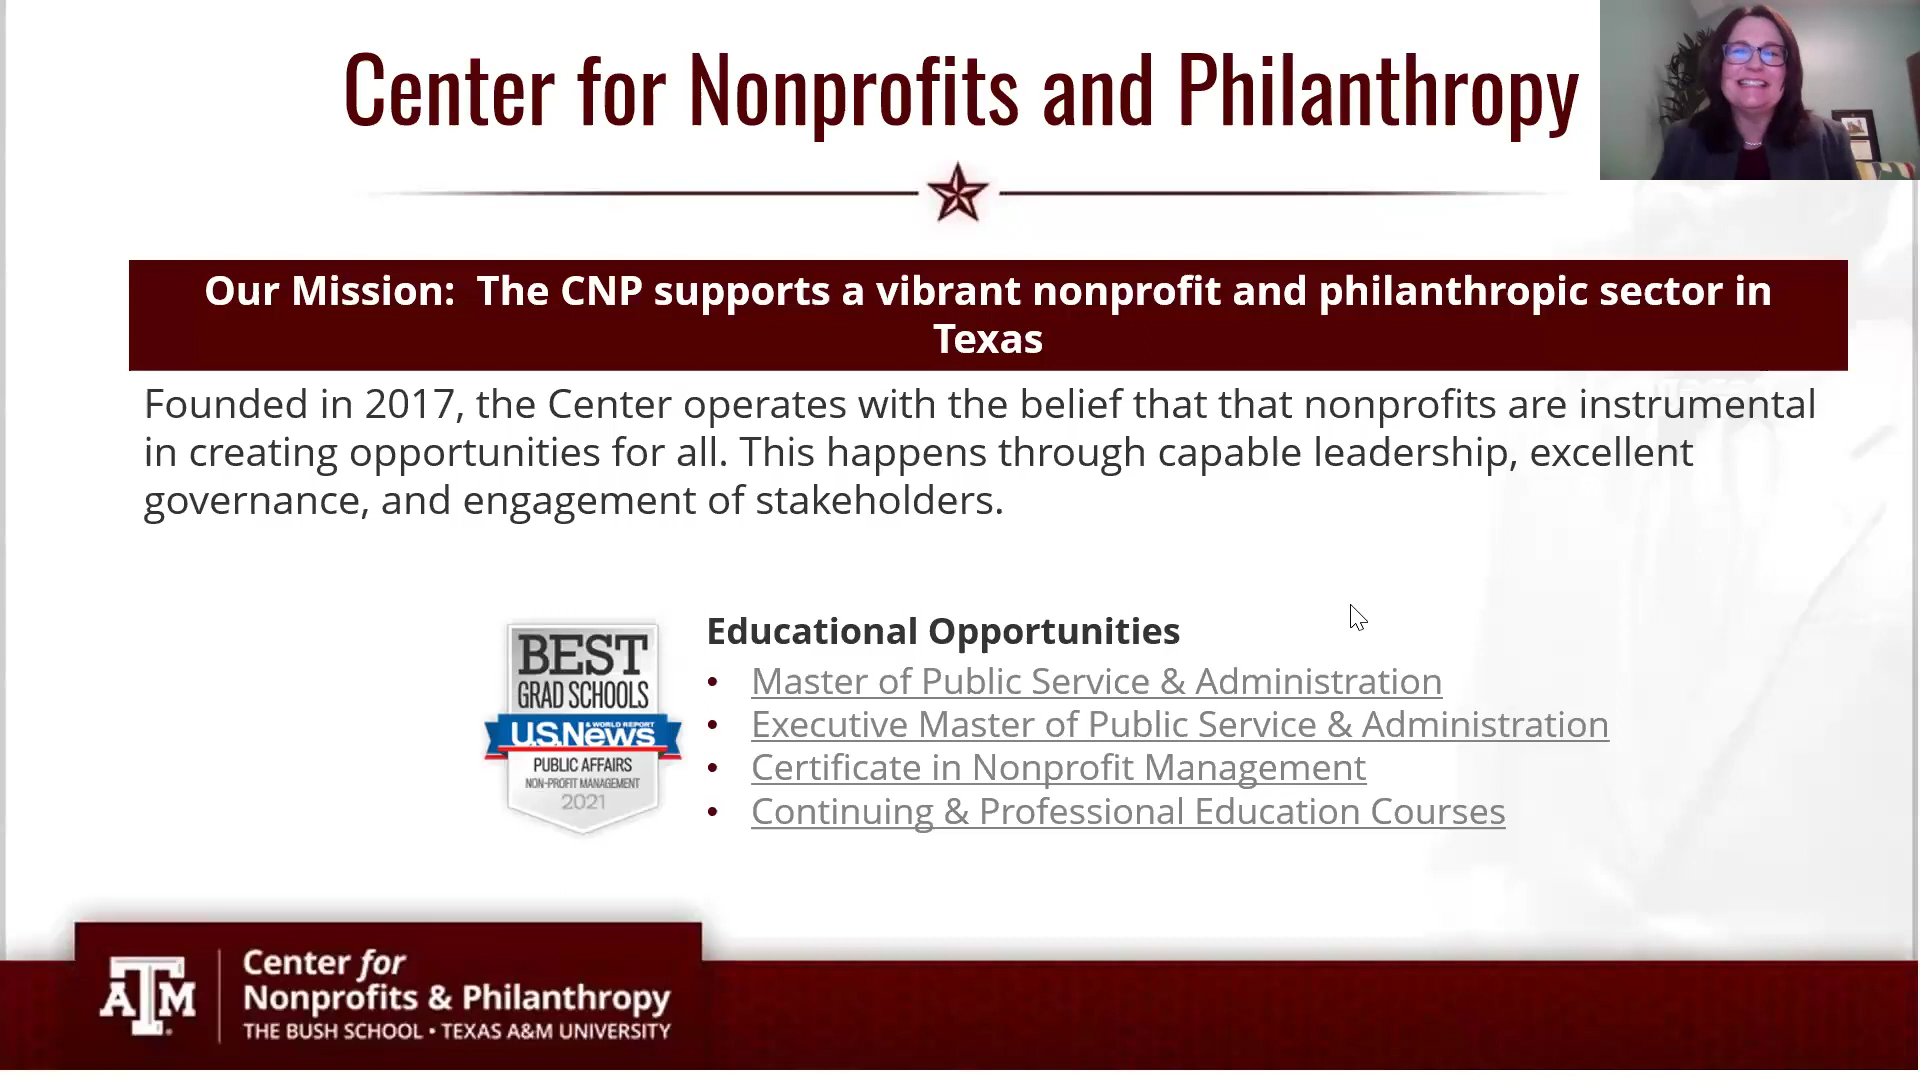 Center for Nonprofits and Philanthropy
Our Mission:  The CNP supports a vibrant nonprofit and philanthropic sector in
Texas
Founded in 2017, the Center operates with the belief that that nonprofits are instrumental
in creating opportunities for all. This happens through capable leadership, excellent
governance, and engagement of stakeholders.
BEST
GRAD SCHOOLS
U.S.News & WORLD REPORT
PUBLIC AFFAIRS
NON-PROFIT MANAGEMENT
2021
Educational Opportunities
• Master of Public Service & Administration
• Executive Master of Public Service & Administration
• Certificate in Nonprofit Management
• Continuing & Professional Education Courses
ATM
Center for
Nonprofits & Philanthropy
THE BUSH SCHOOL • TEXAS A&M UNIVERSITY